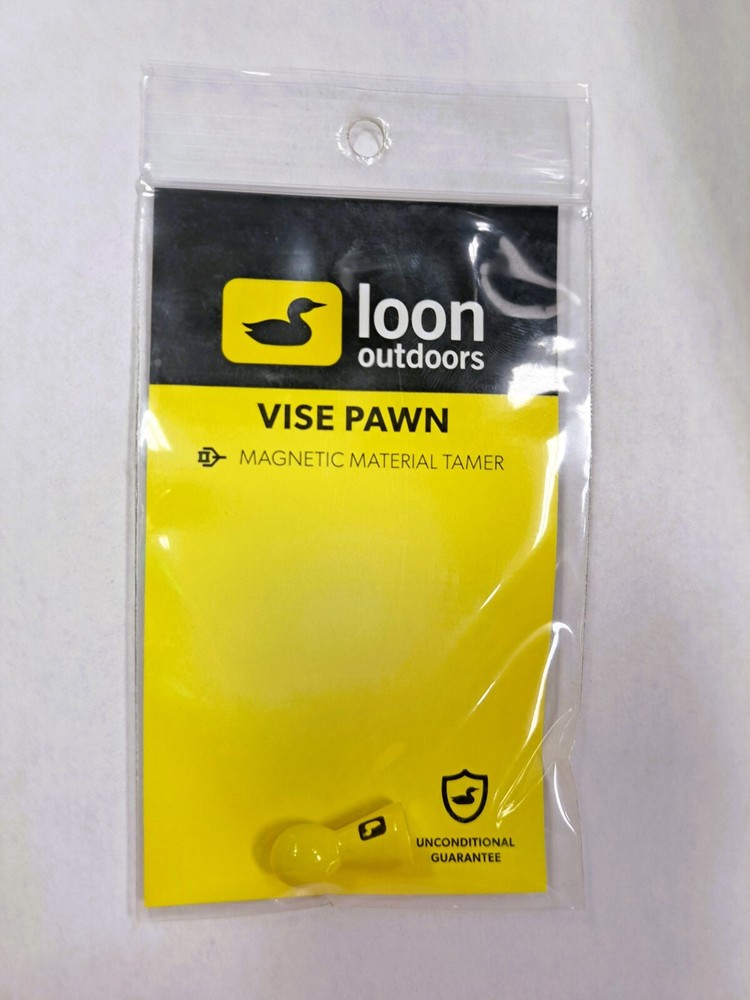 loon
outdoors
VISE PAWN
MAGNETIC MATERIAL TAMER
UNCONDITIONAL
GUARANTEE